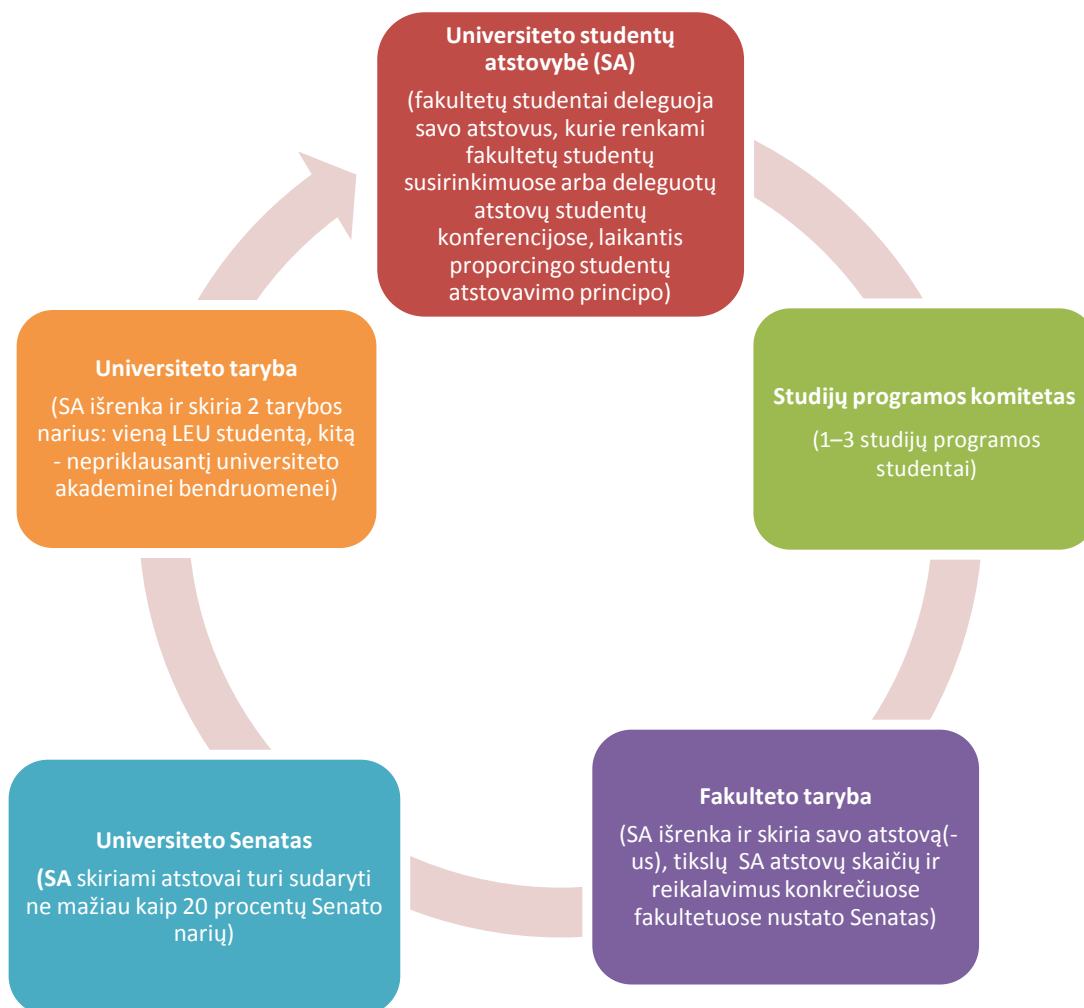 Universiteto studentų
atstovybė (SA)
(fakultetų studentai deleguoja
savo atstovus, kurie renkami
fakultetų studentų
susirinkimuose arba deleguotų
atstovų studentų
konferencijose, laikantis
proporcingo studentų
atstovavimo principo)
Studijų programos komitetas
(1–3 studijų programos
studentai)
Fakulteto taryba
(SA išrenka ir skiria savo atstovą(-
us), tikslų SA atstovų skaičių ir
reikalavimus konkrečiuose
fakultetuose nustato Senatas)
Universiteto Senatas
(SA skiriami atstovai turi sudaryti
ne mažiau kaip 20 procentų Senato
narių)
Universiteto taryba
(SA išrenka ir skiria 2 tarybos
narius: vieną LEU studentą, kitą
- nepriklausantį universiteto
akademinei bendruomenei)